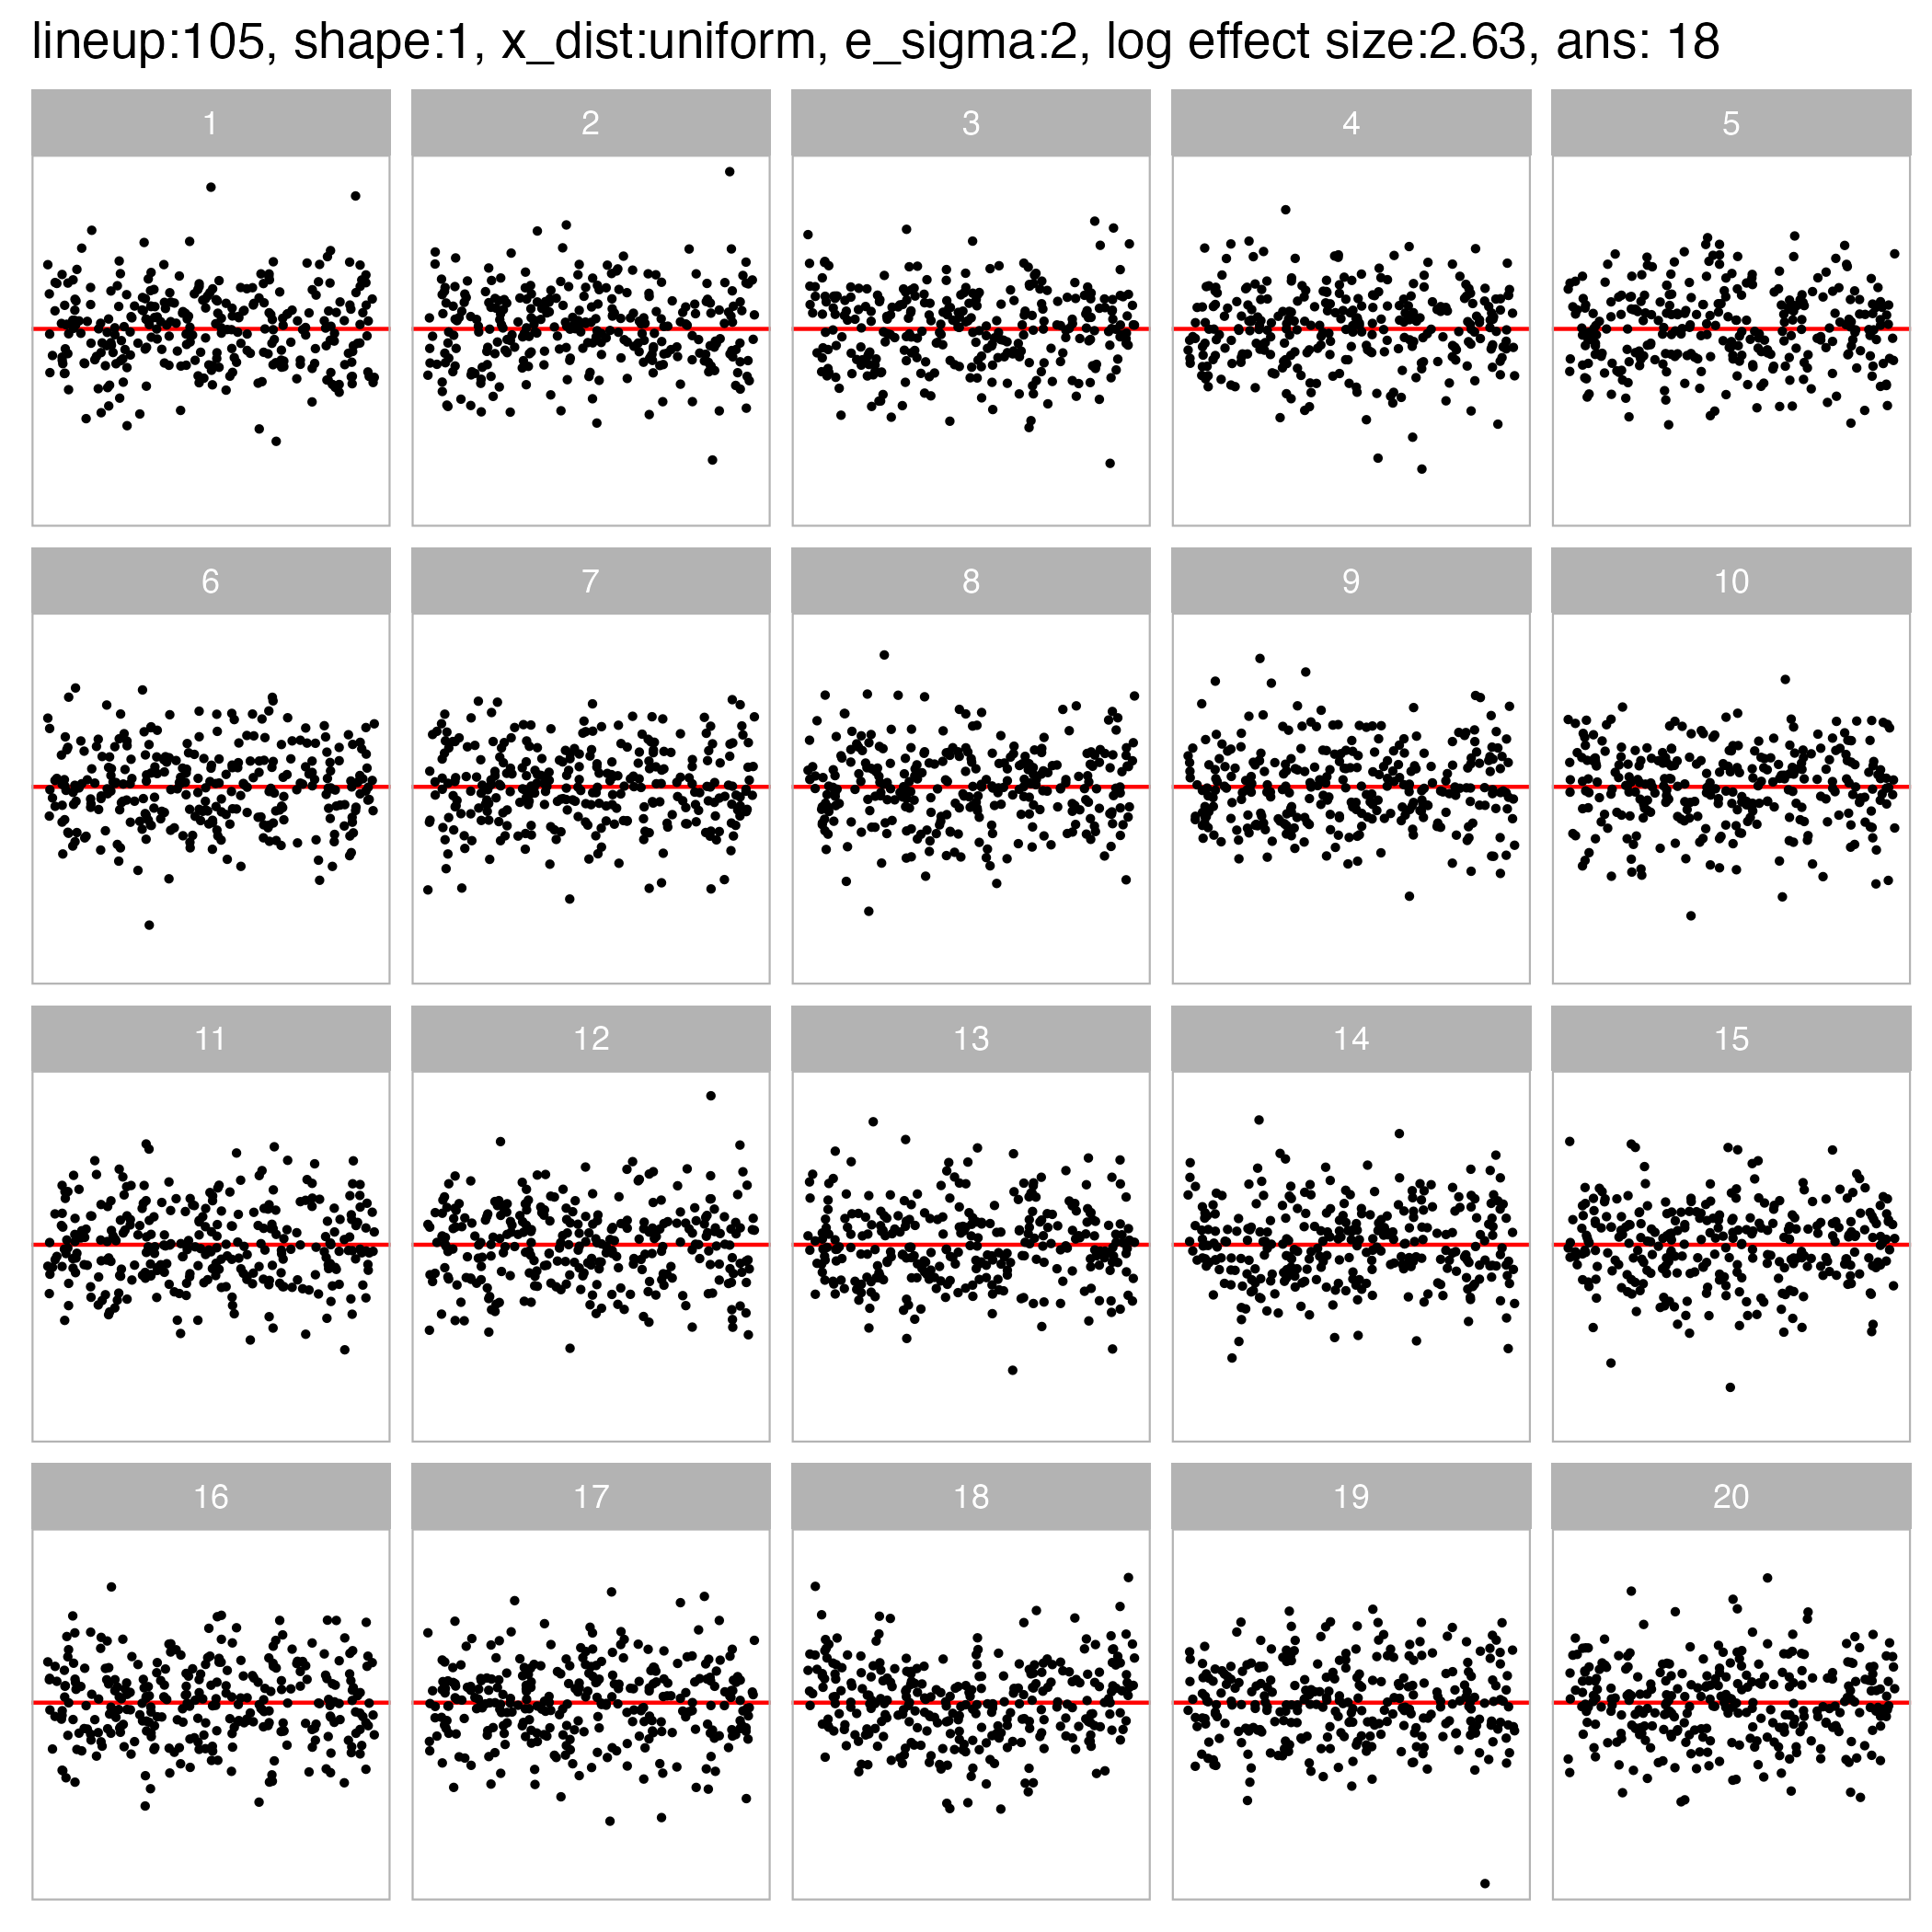 lineup:105, shape:1, x_dist:uniform, e_sigma:2, log effect size:2.63, ans: 18
1 2 3 4 5
6 7 8 9 10
11 12 13 14 15
16 17 18 19 20